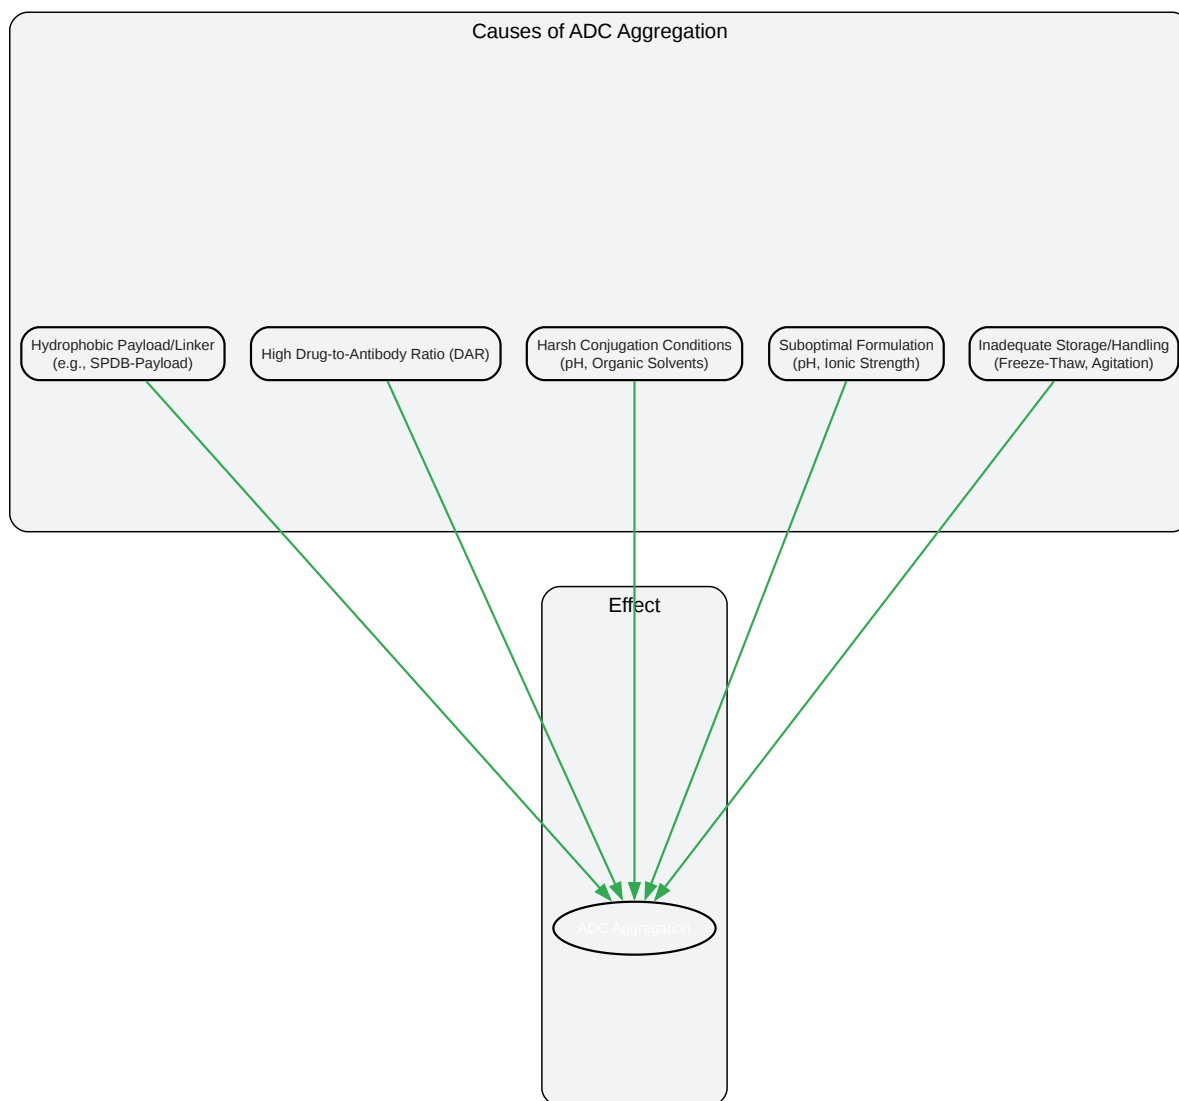 Causes of ADC Aggregation
Hydrophobic Payload/Linker
(e.g., SPDB-Payload)
High Drug-to-Antibody Ratio (DAR)
Harsh Conjugation Conditions
(pH, Organic Solvents)
Suboptimal Formulation
(pH, Ionic Strength)
Inadequate Storage/Handling
(Freeze-Thaw, Agitation)
Effect
ADC Aggregation